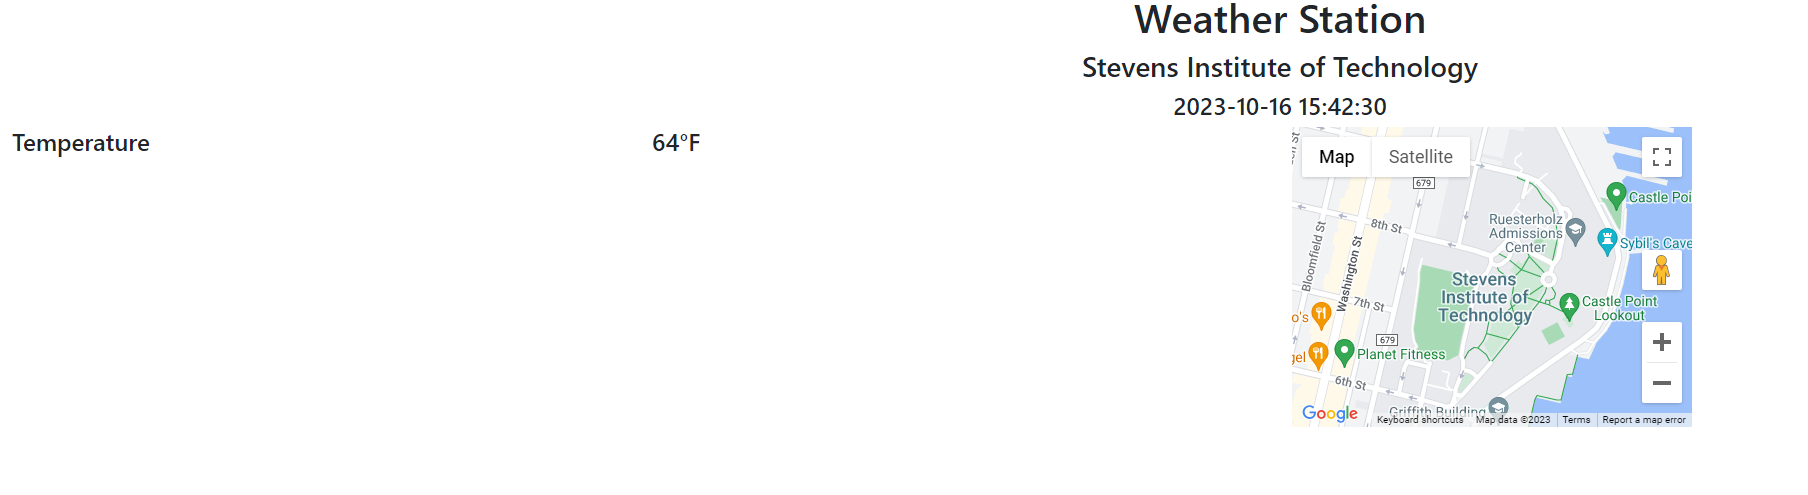 Weather Station
Stevens Institute of Technology
2023-10-16 15:42:30
Temperature
64°F
Map
Satellite
679
Castle Poi
8th St
Ruesterholz
Admissions
Center
Sybil's Cave
Bloomfield St
Washington St
Stevens
Institute of
Technology
7th St
Castle Point
Lookout
o's
679
gel
Planet Fitness
6th St
Griffith Building
Google
Keyboard shortcuts
Map data ©2023
Terms
Report a map error